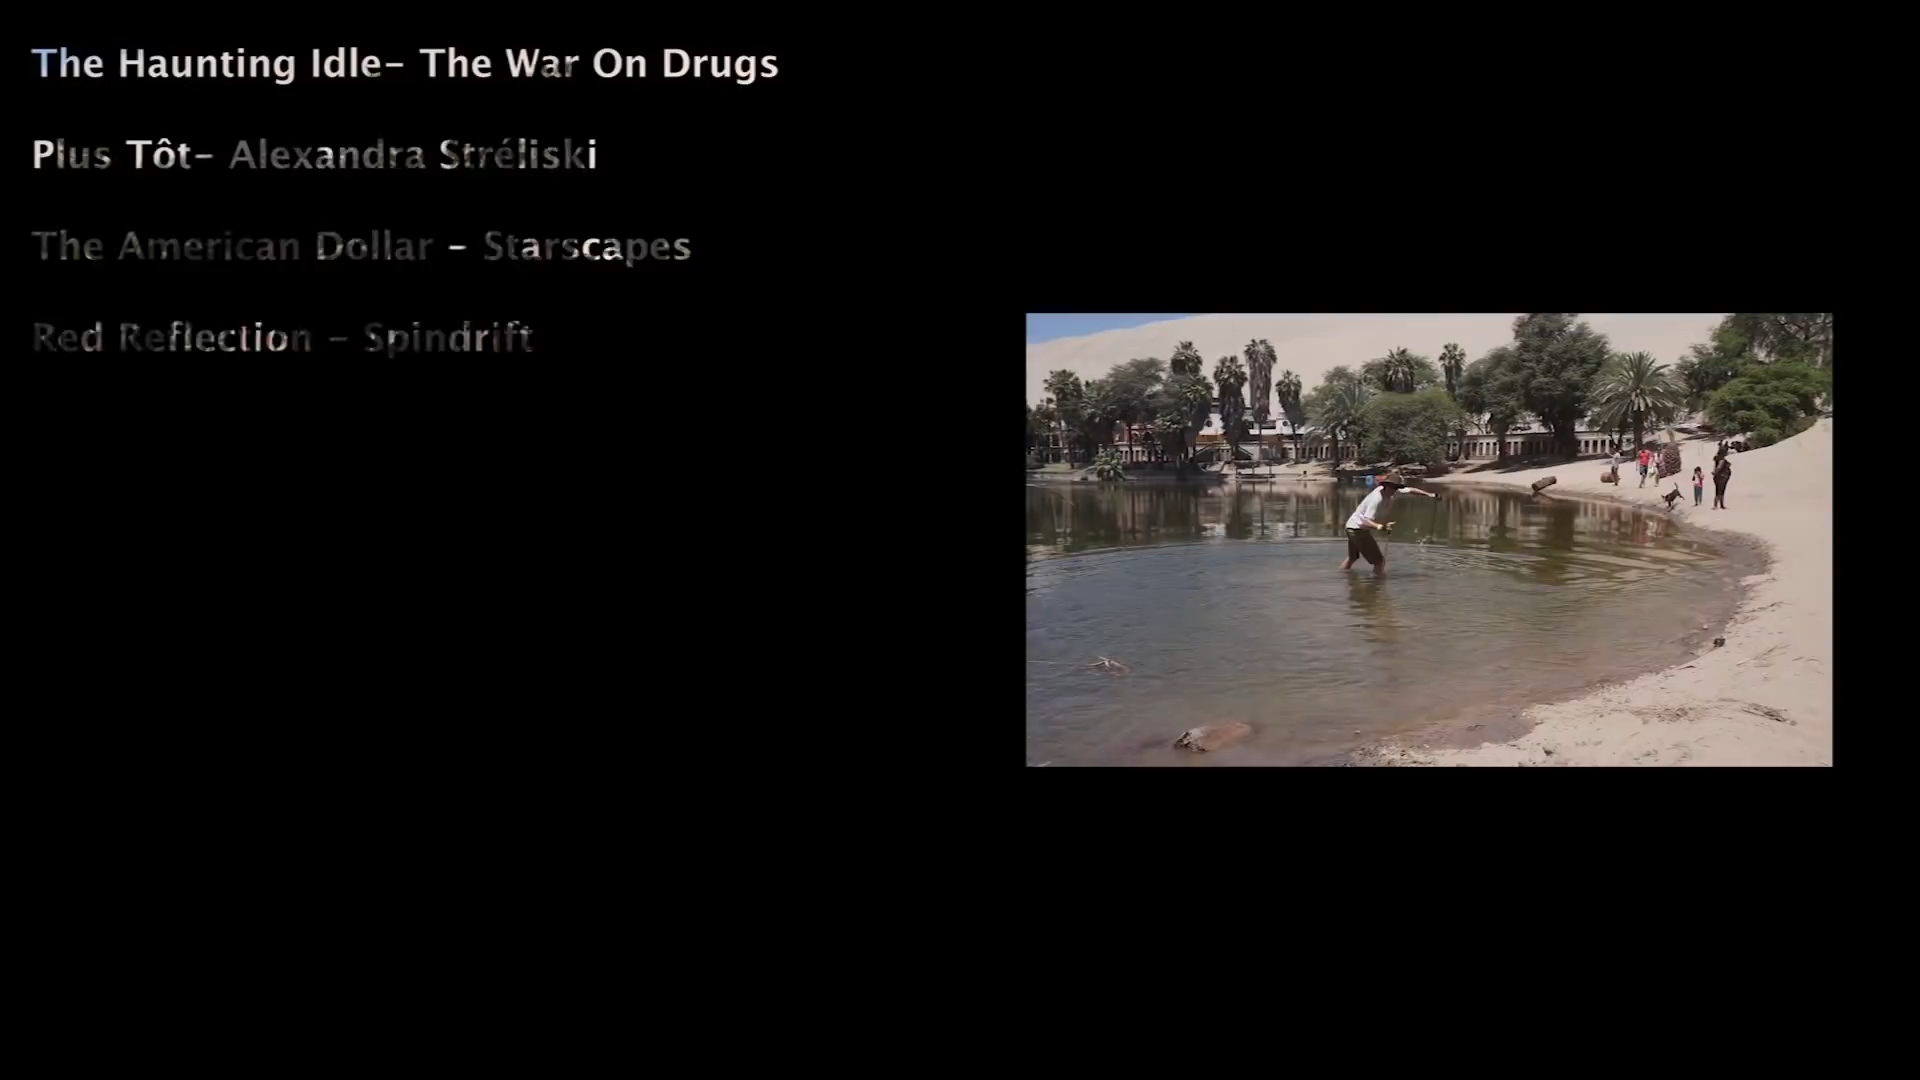 The Haunting Idle- The War On Drugs
Plus Tôt- Alexandra Stréliski
The American Dollar - Starscapes
Red Reflection - Spindrift